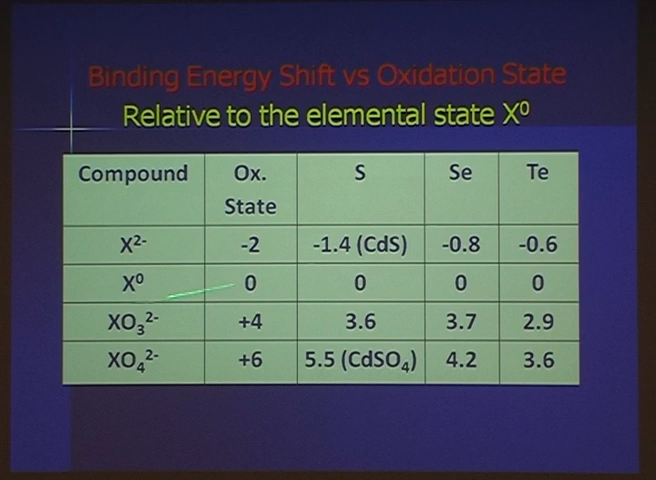 Binding Energy Shift vs Oxidation State
Relative to the elemental state X⁰
Compound Ox. State S Se Te
X²⁻ -2 -1.4 (CdS) -0.8 -0.6
X⁰ 0 0 0 0
XO₃²⁻ +4 3.6 3.7 2.9
XO₄²⁻ +6 5.5 (CdSO₄) 4.2 3.6